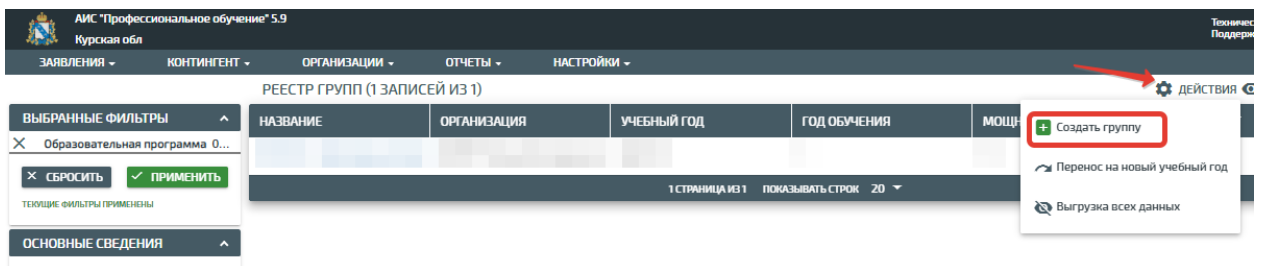 АИС "Профессиональное обучение" 5.9
Курская обл
ЗАЯВЛЕНИЯ КОНТИНГЕНТ ОРГАНИЗАЦИИ ОТЧЕТЫ НАСТРОЙКИ
РЕЕСТР ГРУПП (1 ЗАПИСЕЙ ИЗ 1)
ДЕЙСТВИЯ
ВЫБРАННЫЕ ФИЛЬТРЫ
Образовательная программа 0...
СБРОСИТЬ ПРИМЕНИТЬ
ТЕКУЩИЕ ФИЛЬТРЫ ПРИМЕНЕНЫ
ОСНОВНЫЕ СВЕДЕНИЯ
НАЗВАНИЕ ОРГАНИЗАЦИЯ УЧЕБНЫЙ ГОД ГОД ОБУЧЕНИЯ
1 СТРАНИЦА ИЗ 1 ПОКАЗЫВАТЬ СТРОК 20
Создать группу
Перенос на новый учебный год
Выгрузка всех данных